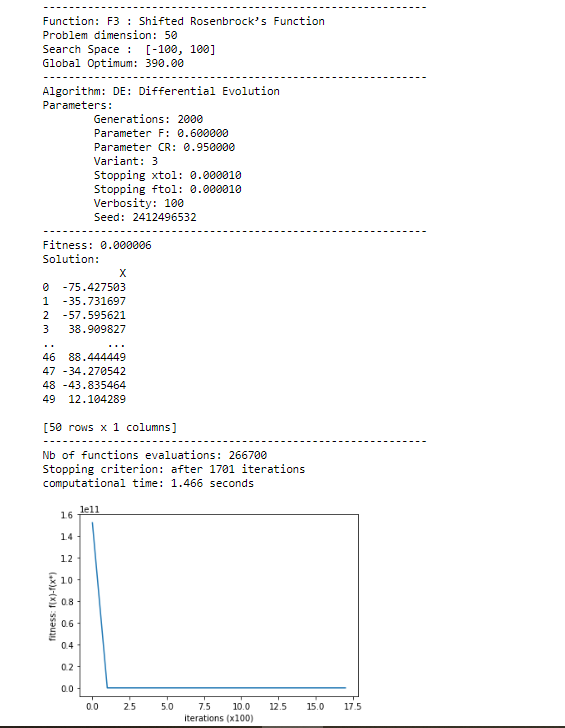 --------------------------------------------------------------
Function: F3 : Shifted Rosenbrock's Function
Problem dimension: 50
Search Space :  [-100, 100]
Global Optimum: 390.00
--------------------------------------------------------------
Algorithm: DE: Differential Evolution
Parameters:
Generations: 2000
Parameter F: 0.600000
Parameter CR: 0.950000
Variant: 3
Stopping xtol: 0.000010
Stopping ftol: 0.000010
Verbosity: 100
Seed: 2412496532
--------------------------------------------------------------
Fitness: 0.000006
Solution:
X
0  -75.427503
1  -35.731697
2  -57.595621
3   38.909827
..        ...
46  88.444449
47 -34.270542
48 -43.835464
49  12.104289
[50 rows x 1 columns]
--------------------------------------------------------------
Nb of functions evaluations: 266700
Stopping criterion: after 1701 iterations
computational time: 1.466 seconds
1e11
1.6
1.4
1.2
1.0
0.8
0.6
0.4
0.2
0.0
fitness: f(x)-f(x*)
0.0 2.5 5.0 7.5 10.0 12.5 15.0 17.5
iterations (x100)